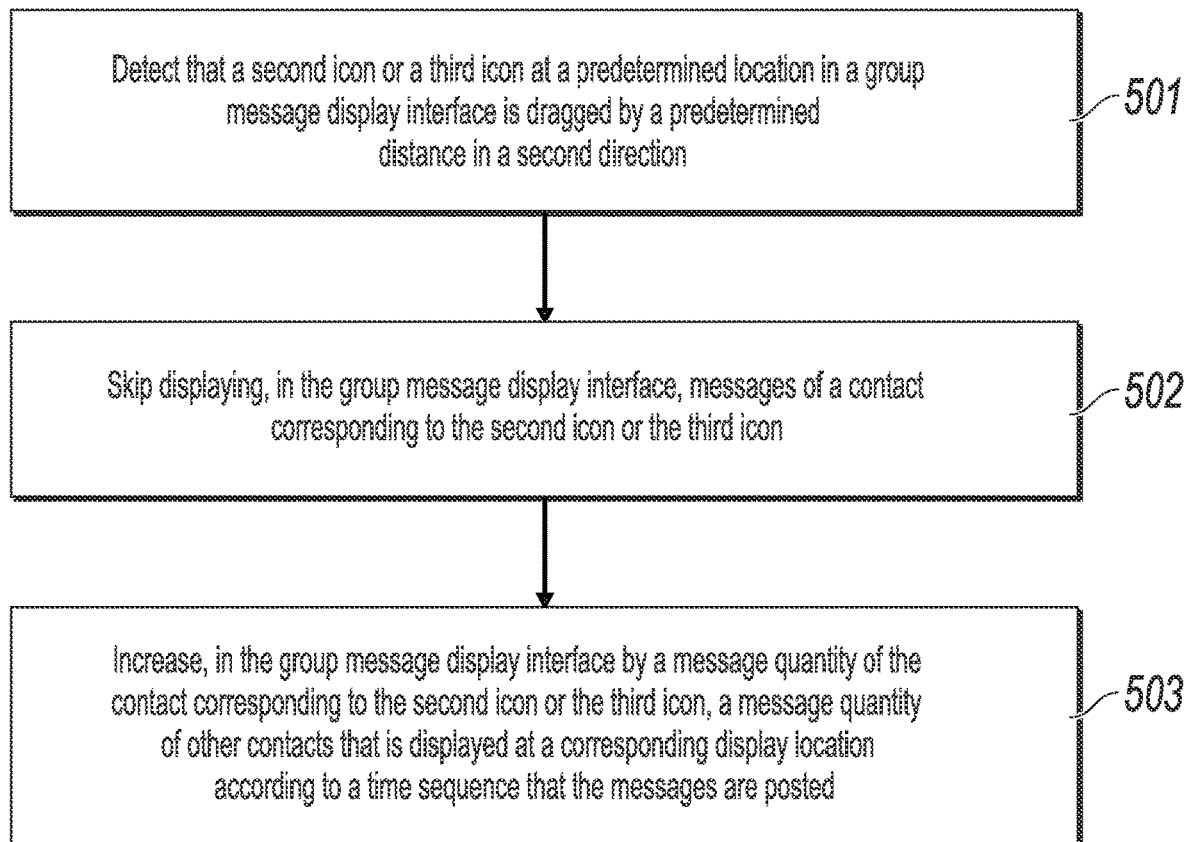 Detect that a second icon or a third icon at a predetermined location in a group
message display interface is dragged by a predetermined
distance in a second direction
501
Skip displaying, in the group message display interface, messages of a contact
corresponding to the second icon or the third icon
502
Increase, in the group message display interface by a message quantity of the
contact corresponding to the second icon or the third icon, a message quantity
of other contacts that is displayed at a corresponding display location
according to a time sequence that the messages are posted
503